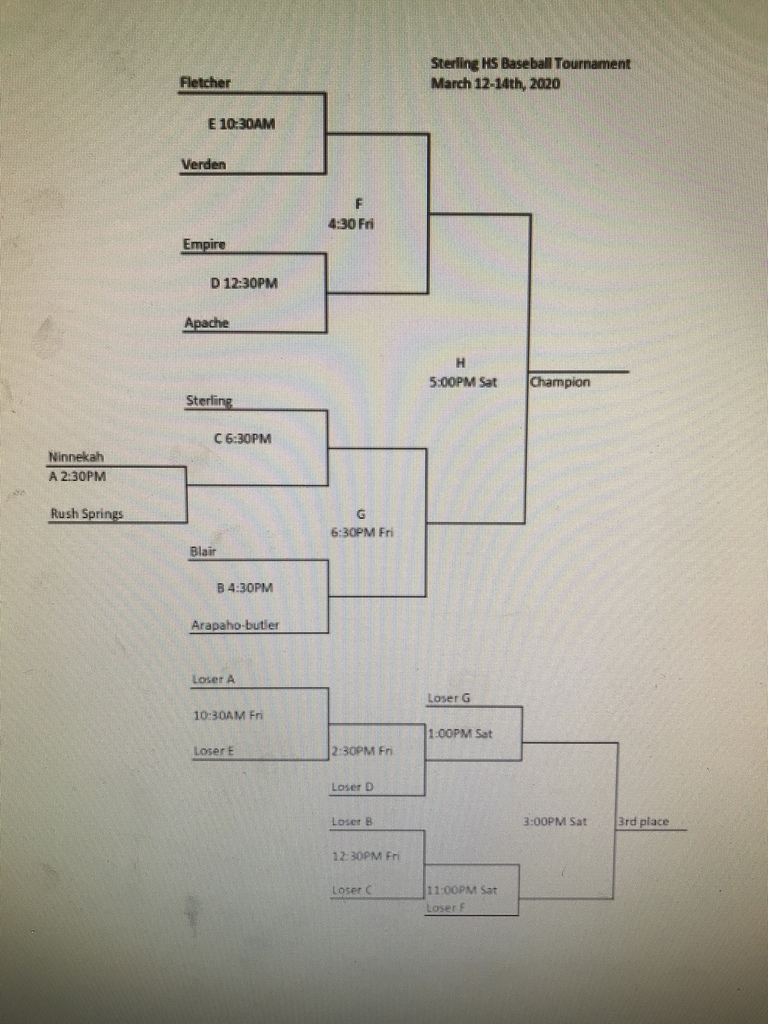 Sterling HS Baseball Tournament
March 12-14th, 2020
Fletcher
E 10:30AM
Verden
F
4:30 Fri
Empire
D 12:30PM
Apache
H
5:00PM Sat
Champion
Sterling
C 6:30PM
Ninnekah
A 2:30PM
Rush Springs
G
6:30PM Fri
Blair
B 4:30PM
Arapaho-butler
Loser A
10:30AM Fri
Loser E
Loser G
1:00PM Sat
2:30PM Fri
Loser D
Loser B
12:30PM Fri
Loser C
3:00PM Sat
3rd place
11:00PM Sat
Loser F